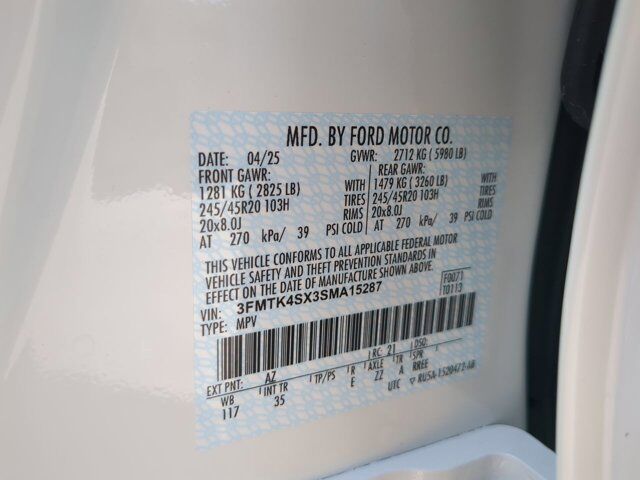 MFD. BY FORD MOTOR CO.
DATE: 04/25 GVWR: 2712 KG ( 5980 LB)
FRONT GAWR: REAR GAWR:
1281 KG ( 2825 LB) WITH 1479 KG ( 3260 LB) WITH
245/45R20 103H TIRES 245/45R20 103H TIRES
20x8.0J RIMS 20x8.0J RIMS
AT 270 kPa/ 39 PSI COLD AT 270 kPa/ 39 PSI COLD
THIS VEHICLE CONFORMS TO ALL APPLICABLE FEDERAL MOTOR
VEHICLE SAFETY AND THEFT PREVENTION STANDARDS IN EFFECT ON
THE DATE OF MANUFACTURE SHOWN ABOVE.
VIN: 3FMTK4SX3SMA15287 F0071
TYPE: MPV T0113
EXT PNT: AZ RC: 21 DSO:
WB INT TR TP/PS R AXLE TR SPR
117 35 E Z7 A RREE
UTC RU5A-1520472-AB